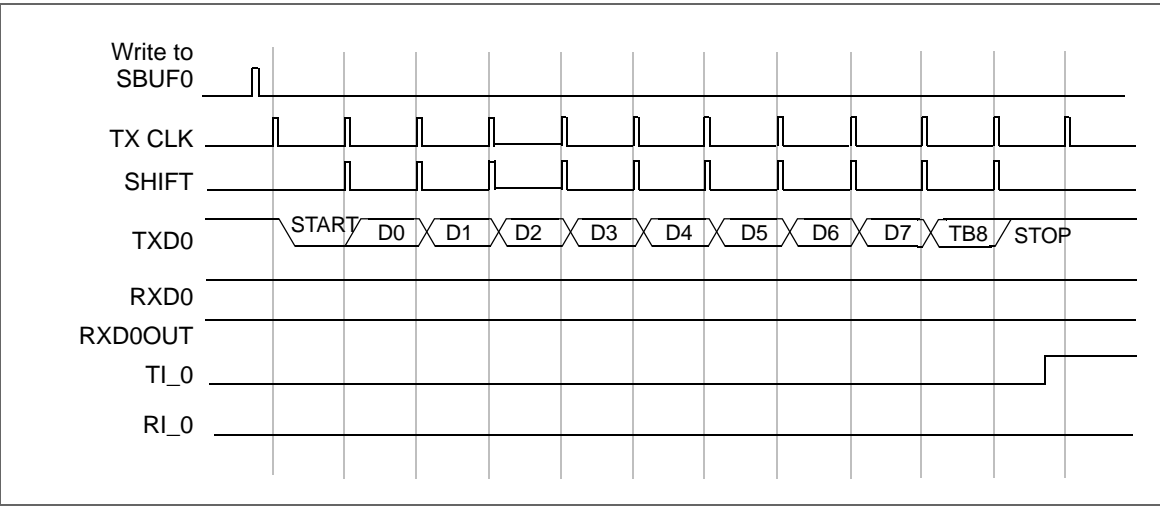 Write to
SBUF0
TX CLK
SHIFT
TXD0
START D0 D1 D2 D3 D4 D5 D6 D7 TB8 STOP
RXD0
RXD0OUT
TI_0
RI_0